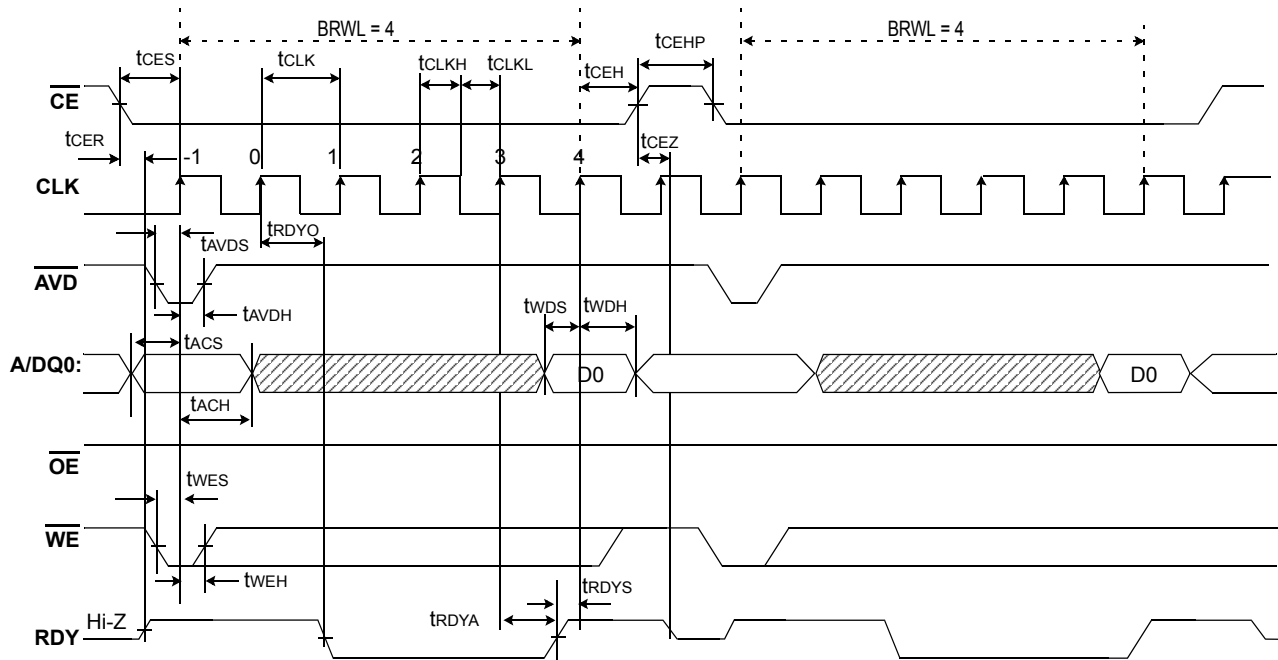 BRWL = 4 BRWL = 4
tCES tCLK tCLKH tCLKL tCEH tCEHP
CE
tCER tCEZ
-1 0 1 2 3 4
CLK
tAVDS tRDYO
AVD
tAVDH tWDS tWDH
tACS
A/DQ0: D0 D0
tACH
OE
tWES
WE
tWEH tRDYS
Hi-Z tRDYA
RDY